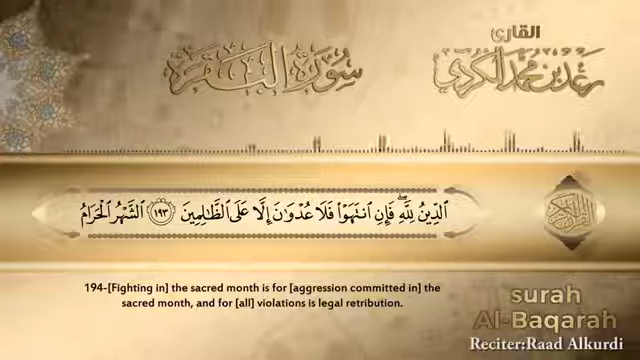 القارئ
سورة البقرة
رعد بن محمد الكردي
الدِّينُ لِلَّهِ ۖ فَإِنِ انتَهَوْا فَلَا عُدْوَانَ إِلَّا عَلَى الظَّالِمِينَ ﴿١٩٣﴾ الشَّهْرُ الْحَرَامُ
القرآن الكريم
194-[Fighting in] the sacred month is for [aggression committed in] the
sacred month, and for [all] violations is legal retribution.
surah
Al-Baqarah
Reciter:Raad Alkurdi